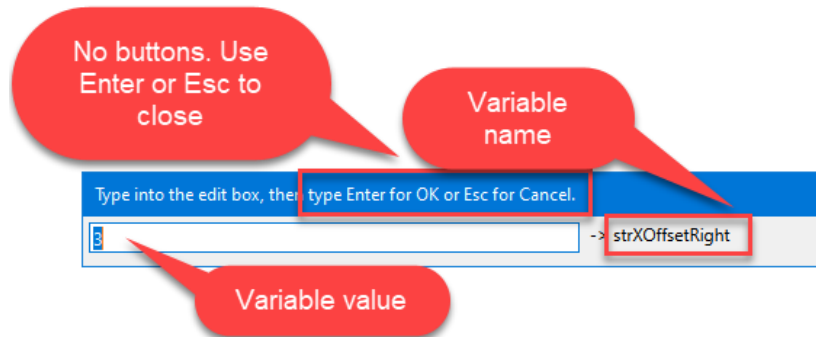 No buttons. Use
Enter or Esc to
close
Variable
name
Type into the edit box, then type Enter for OK or Esc for Cancel.
3
-> strXOffsetRight
Variable value